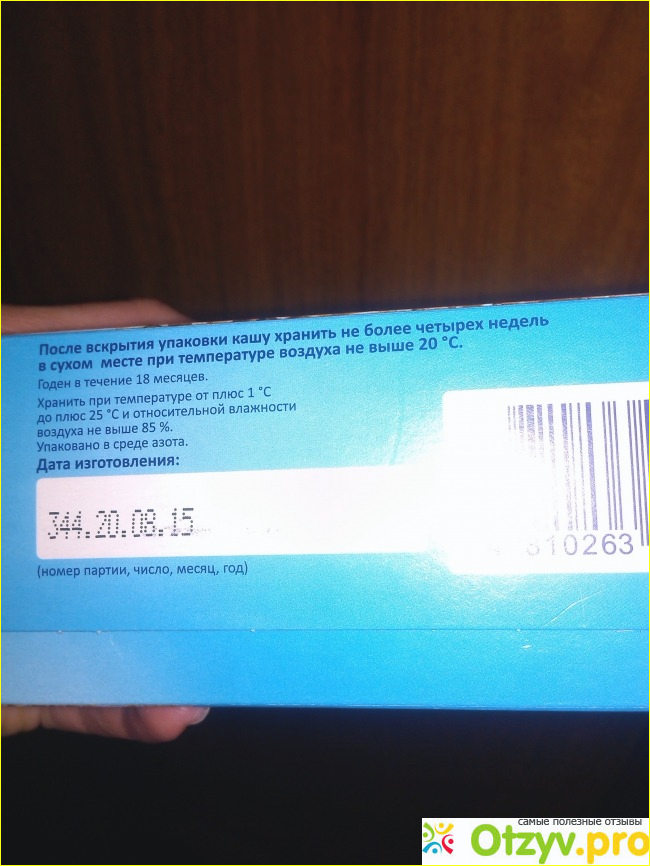 После вскрытия упаковки кашу хранить не более четырех недель
в сухом месте при температуре воздуха не выше 20 °С.
Годен в течение 18 месяцев.
Хранить при температуре от плюс 1 °С
до плюс 25 °С и относительной влажности
воздуха не выше 85 %.
Упаковано в среде азота.
Дата изготовления:
344.20.08.15
(номер партии, число, месяц, год)
310263
самые полезные отзывы
Otzyv.pro